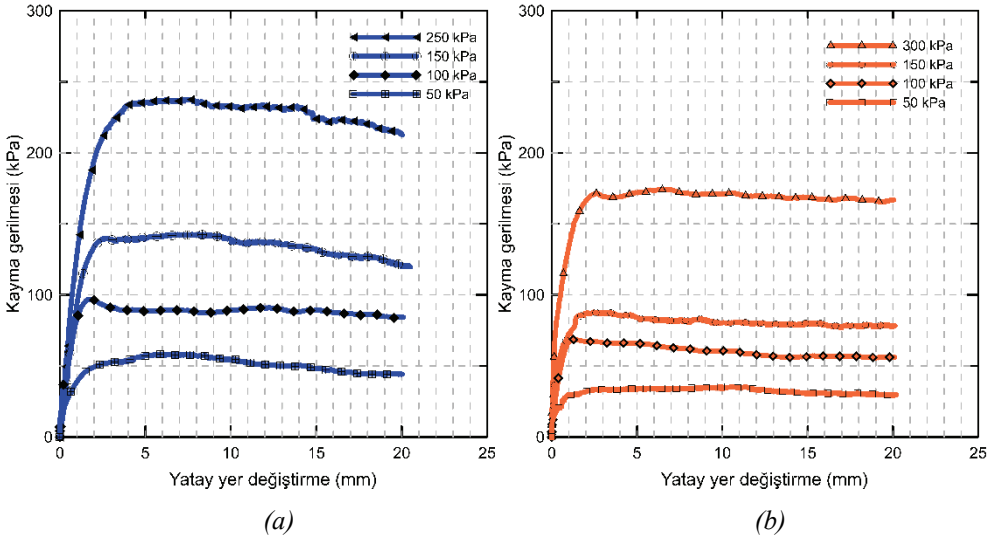 300
200
100
0
Kayma gerilmesi (kPa)
250 kPa
150 kPa
100 kPa
50 kPa
0 5 10 15 20 25
Yatay yer değiştirme (mm)
(a)
300
200
100
0
Kayma gerilmesi (kPa)
300 kPa
150 kPa
100 kPa
50 kPa
0 5 10 15 20 25
Yatay yer değiştirme (mm)
(b)